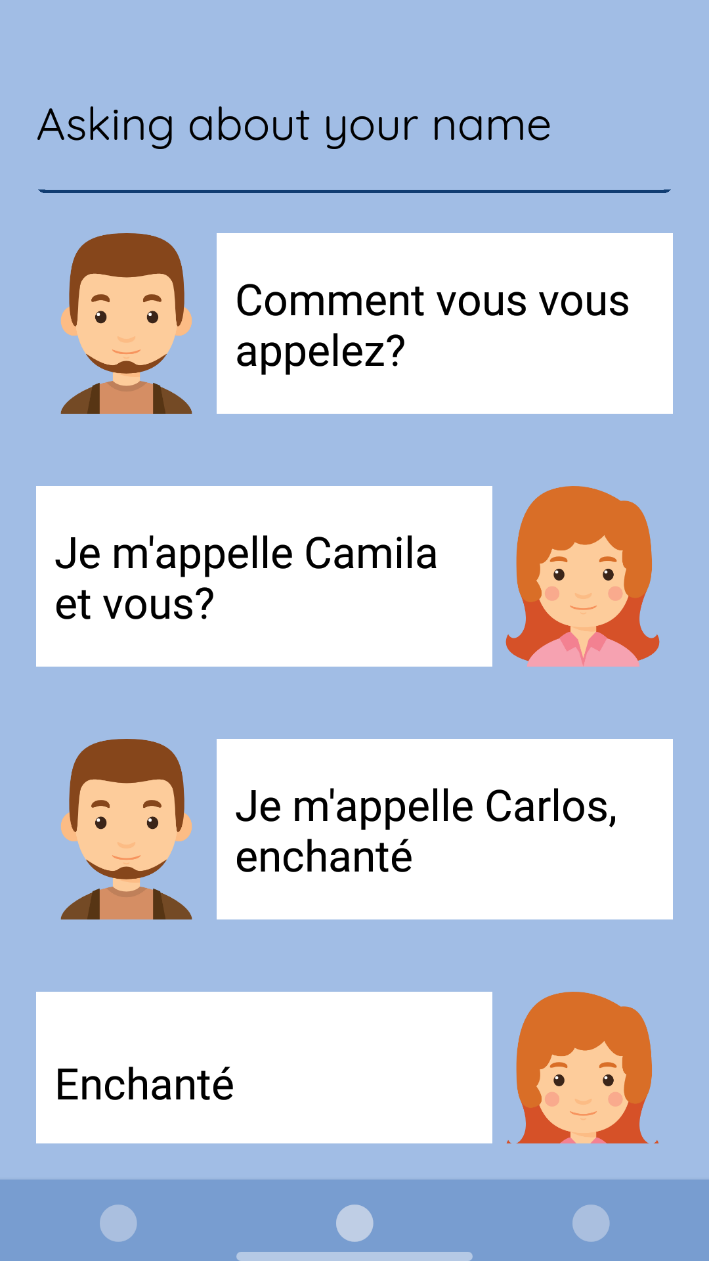 Asking about your name
Comment vous vous
appelez?
Je m'appelle Camila
et vous?
Je m'appelle Carlos,
enchanté
Enchanté